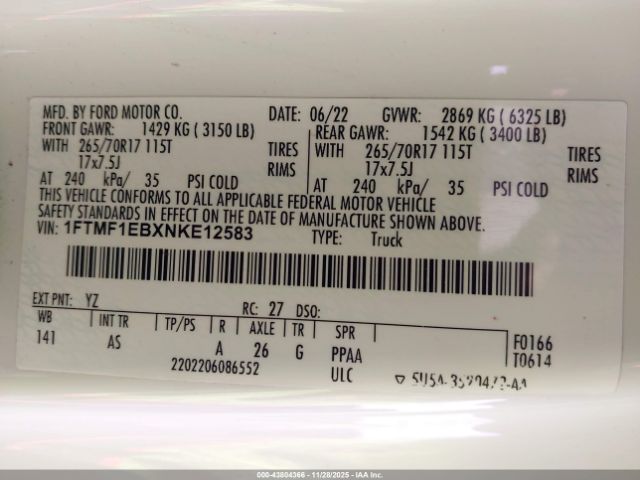 MFD. BY FORD MOTOR CO. DATE: 06/22 GVWR: 2869 KG ( 6325 LB)
FRONT GAWR: 1429 KG ( 3150 LB) REAR GAWR: 1542 KG ( 3400 LB)
WITH 265/70R17 115T TIRES WITH 265/70R17 115T TIRES
17x7.5J RIMS 17x7.5J RIMS
AT 240 kPa/ 35 PSI COLD AT 240 kPa/ 35 PSI COLD
THIS VEHICLE CONFORMS TO ALL APPLICABLE FEDERAL MOTOR VEHICLE
SAFETY STANDARDS IN EFFECT ON THE DATE OF MANUFACTURE SHOWN ABOVE.
VIN: 1FTMF1EBXNKE12583 TYPE: Truck
EXT PNT: YZ RC: 27 DSO:
WB INT TR TP/PS R AXLE TR SPR
141 AS A 26 G PPAA F0166
2202206086552 ULC T0614
000-43804366 - 11/28/2025 - IAA Inc.